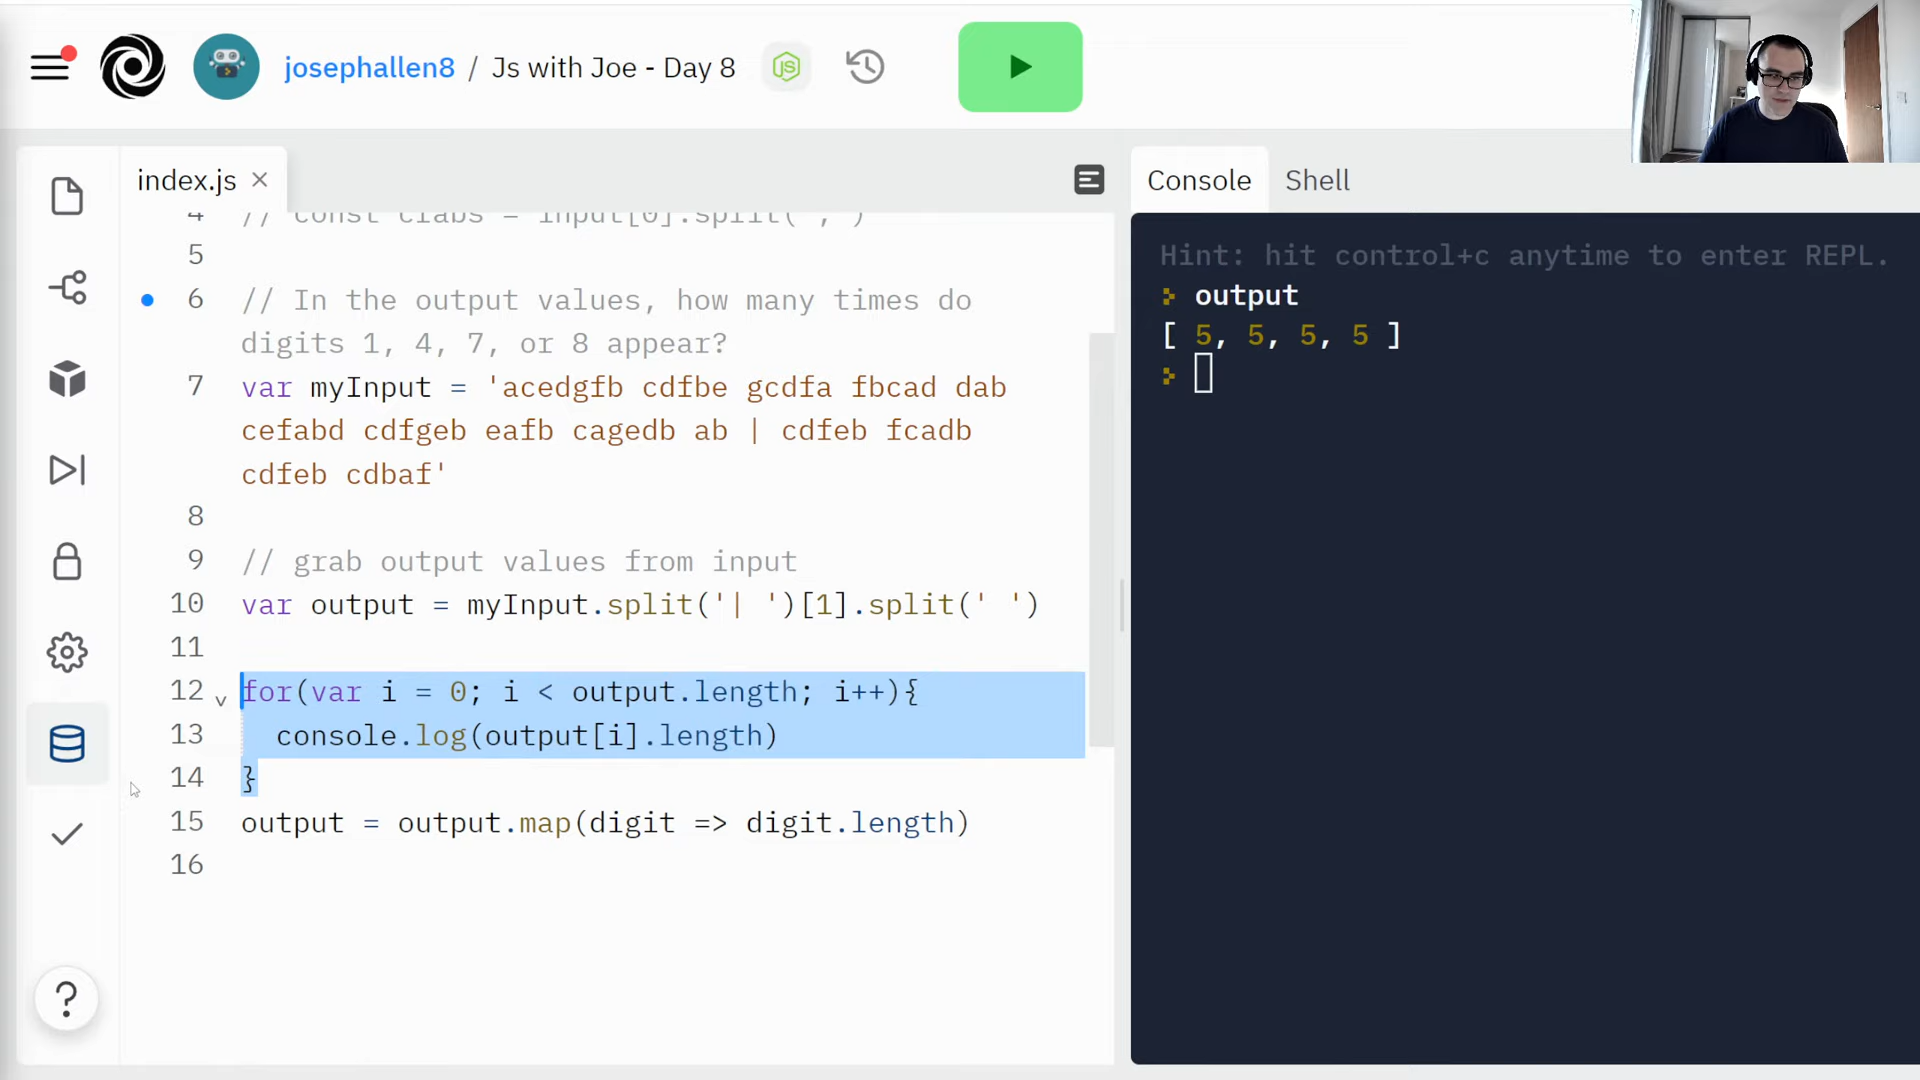 josephallen8 / Js with Joe - Day 8
index.js
Console Shell
4 // const crabs = input[0].split(',')
5
6 // In the output values, how many times do
digits 1, 4, 7, or 8 appear?
7 var myInput = 'acedgfb cdfbe gcdfa fbcad dab
cefabd cdfgeb eafb cagedb ab | cdfeb fcadb
cdfeb cdbaf'
8
9 // grab output values from input
10 var output = myInput.split('| ')[1].split(' ')
11
12 for(var i = 0; i < output.length; i++){
13 console.log(output[i].length)
14 }
15 output = output.map(digit => digit.length)
16
Hint: hit control+c anytime to enter REPL.
> output
[ 5, 5, 5, 5 ]
>